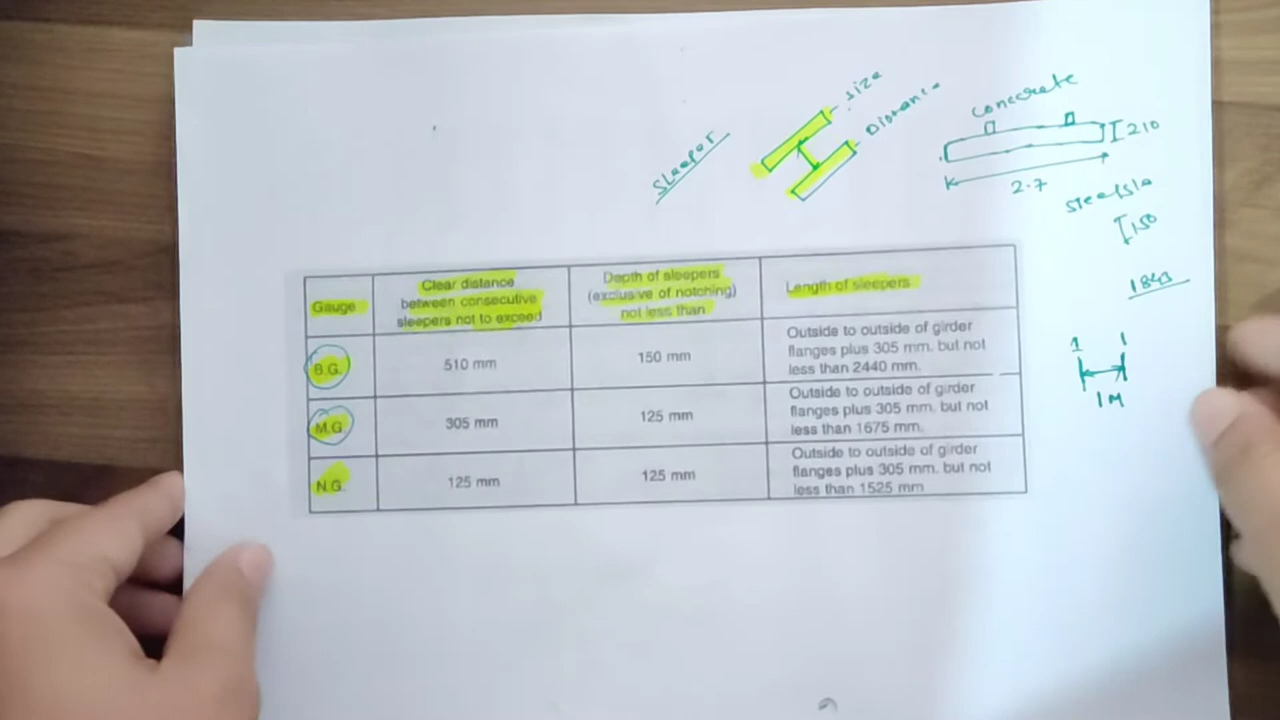 Sleeper
size
Distance
Concrete
210
2.7
150
1843
1 1
1M
Gauge
Clear distance
between consecutive
sleepers not to exceed
Depth of sleepers
(exclusive of notching)
not less than
Length of sleepers
B.G.
510 mm
150 mm
Outside to outside of girder
flanges plus 305 mm. but not
less than 2440 mm.
M.G.
305 mm
125 mm
Outside to outside of girder
flanges plus 305 mm. but not
less than 1675 mm.
N.G.
125 mm
125 mm
Outside to outside of girder
flanges plus 305 mm. but not
less than 1525 mm